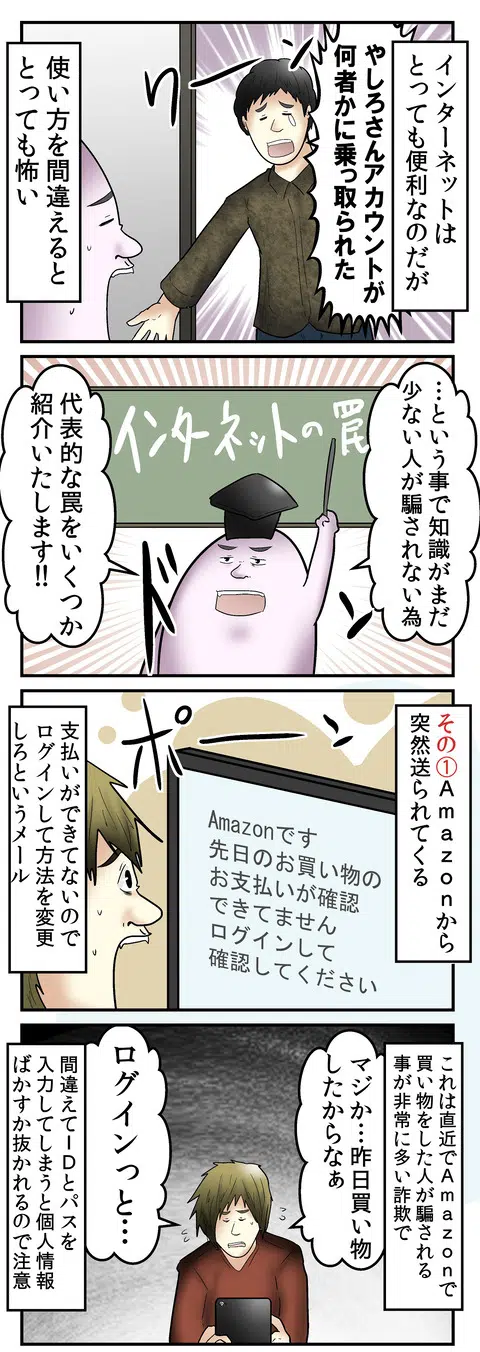 インターネットは
とっても便利なのだが
やしろさんアカウントが
何者かに乗っ取られた
りーーン
使い方を間違えると
とっても怖い
…という事で知識がまだ
少ない人が騙されない為
インターネットの罠
代表的な罠をいくつか
紹介いたします!!
ドドン
その①Amazonから
突然送られてくる
ポーン
Amazonです
先日のお買い物の
お支払いが確認
できてません
ログインして
確認してください
支払いができてないので
ログインして方法を変更
しろというメール
これは直近でAmazonで
買い物をした人が騙される
事が非常に多い詐欺で
マジか…昨日買い物
したからなぁ
ログインっと…
間違えてIDとパスを
入力してしまうと個人情報
ばかすか抜かれるので注意